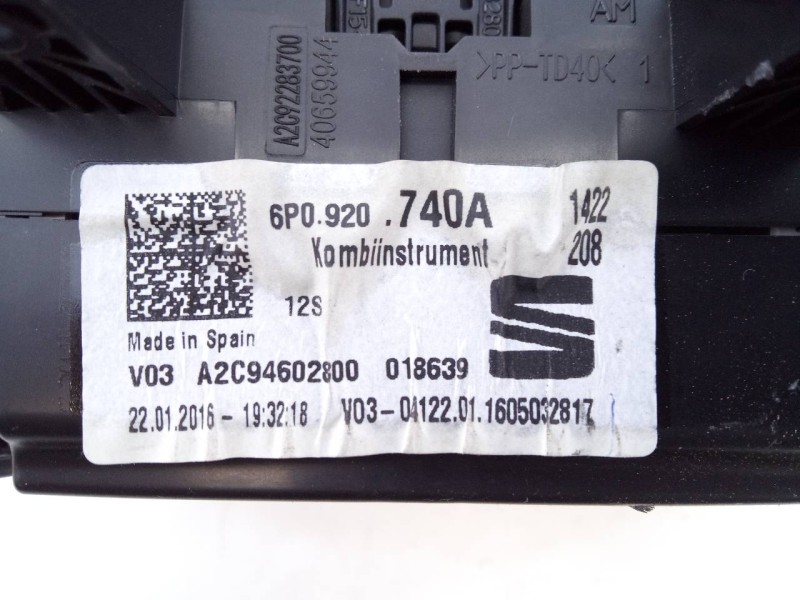 AM
>PP-TD40< 1
A2C92283700
40659944
6P0.920 .740A 1422
Kombiinstrument 208
12S
Made in Spain
V03 A2C94602800 018639
22.01.2016 - 19:32:18 V03-04122.01.1605032817